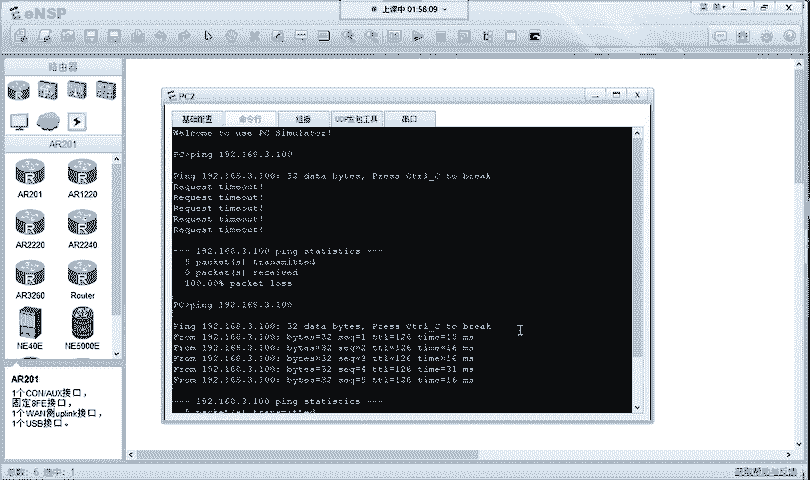 eNSP
上课中 01:58:09
菜 单
路由器
AR201
AR201
AR1220
AR2220
AR2240
AR3260
Router
NE40E
NE5000E
AR201
1个CON/AUX接口，
固定8FE接口，
1个WAN侧uplink接口，
1个USB接口。
PC2
基础配置
命令行
组播
UDP发包工具
串口
Welcome to use PC Simulator!
PC>ping 192.168.3.100
Ping 192.168.3.100: 32 data bytes, Press Ctrl_C to break
Request timeout!
Request timeout!
Request timeout!
Request timeout!
Request timeout!
--- 192.168.3.100 ping statistics ---
5 packet(s) transmitted
0 packet(s) received
100.00% packet loss
PC>ping 192.168.3.100
Ping 192.168.3.100: 32 data bytes, Press Ctrl_C to break
From 192.168.3.100: bytes=32 seq=1 ttl=126 time=15 ms
From 192.168.3.100: bytes=32 seq=2 ttl=126 time=16 ms
From 192.168.3.100: bytes=32 seq=3 ttl=126 time=16 ms
From 192.168.3.100: bytes=32 seq=4 ttl=126 time=31 ms
From 192.168.3.100: bytes=32 seq=5 ttl=126 time=16 ms
--- 192.168.3.100 ping statistics ---
5 packet(s) transmitted
总数: 6 选中: 1
获取帮助与反馈